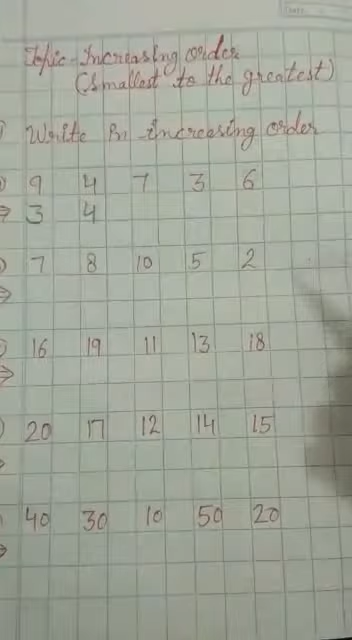 Topic - Increasing order
(Smallest to the greatest)
Write in increasing order
9 4 7 3 6
⇒ 3 4
7 8 10 5 2
⇒
16 19 11 13 18
⇒
20 17 12 14 15
40 30 10 50 20